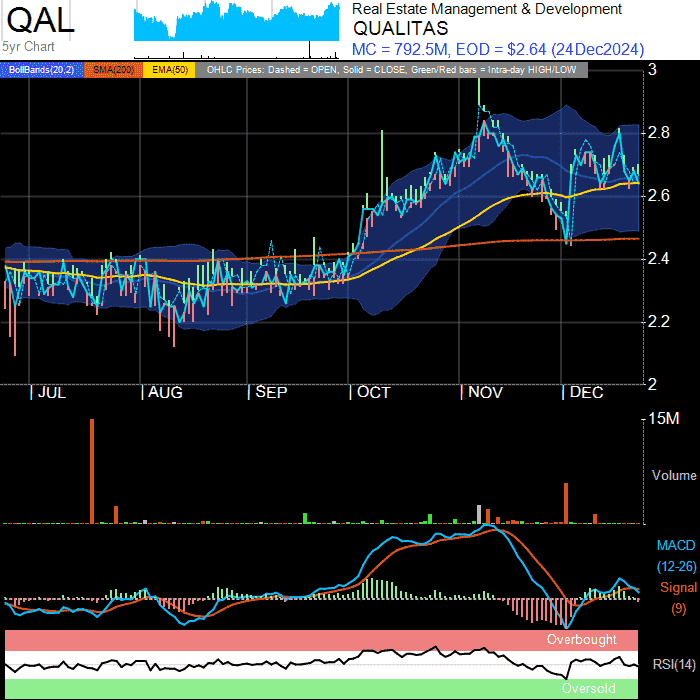 QAL
5yr Chart
Real Estate Management & Development
QUALITAS
MC = 792.5M, EOD = $2.64 (24Dec2024)
BollBands(20,2) SMA(200) EMA(50) OHLC Prices: Dashed = OPEN, Solid = CLOSE, Green/Red bars = Intra-day HIGH/LOW
3
2.8
2.6
2.4
2.2
2
JUL AUG SEP OCT NOV DEC
15M
Volume
MACD
(12-26)
Signal
(9)
Overbought
RSI(14)
Oversold